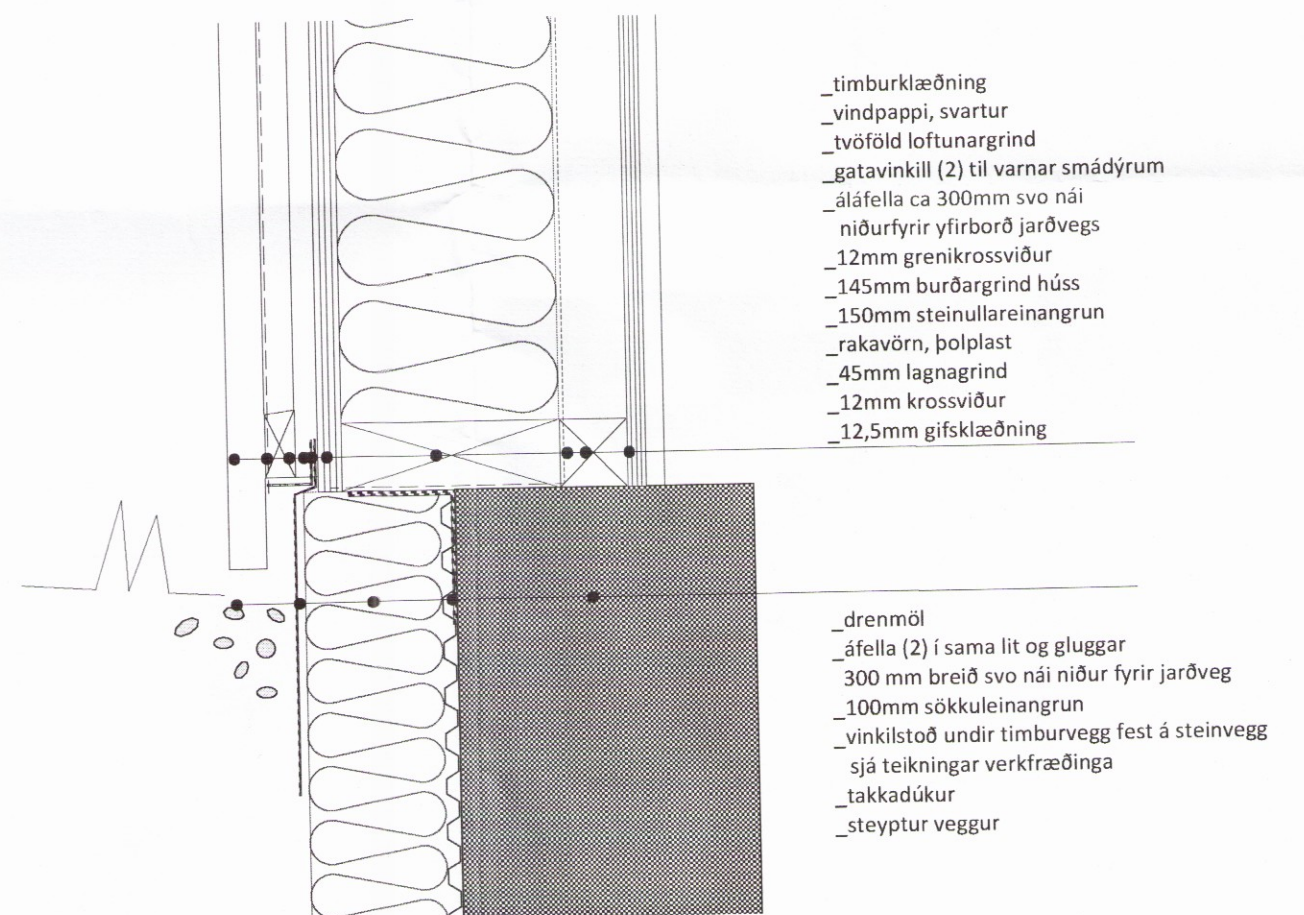 _timburklæðning
_vindpappi, svartur
_tvöföld loftunargrind
_gatavinkill (2) til varnar smádýrum
_áláfella ca 300mm svo nái
niðurfyrir yfirborð jarðvegs
_12mm grenikrossviður
_145mm burðargrind húss
_150mm steinullareinangrun
_rakavörn, þolplast
_45mm lagnagrind
_12mm krossviður
_12,5mm gifsklæðning
_drenmöl
_áfella (2) í sama lit og gluggar
300 mm breið svo nái niður fyrir jarðveg
_100mm sökkuleinangrun
_vinkilstoð undir timburvegg fest á steinvegg
sjá teikningar verkfræðinga
_takkadúkur
_steyptur veggur